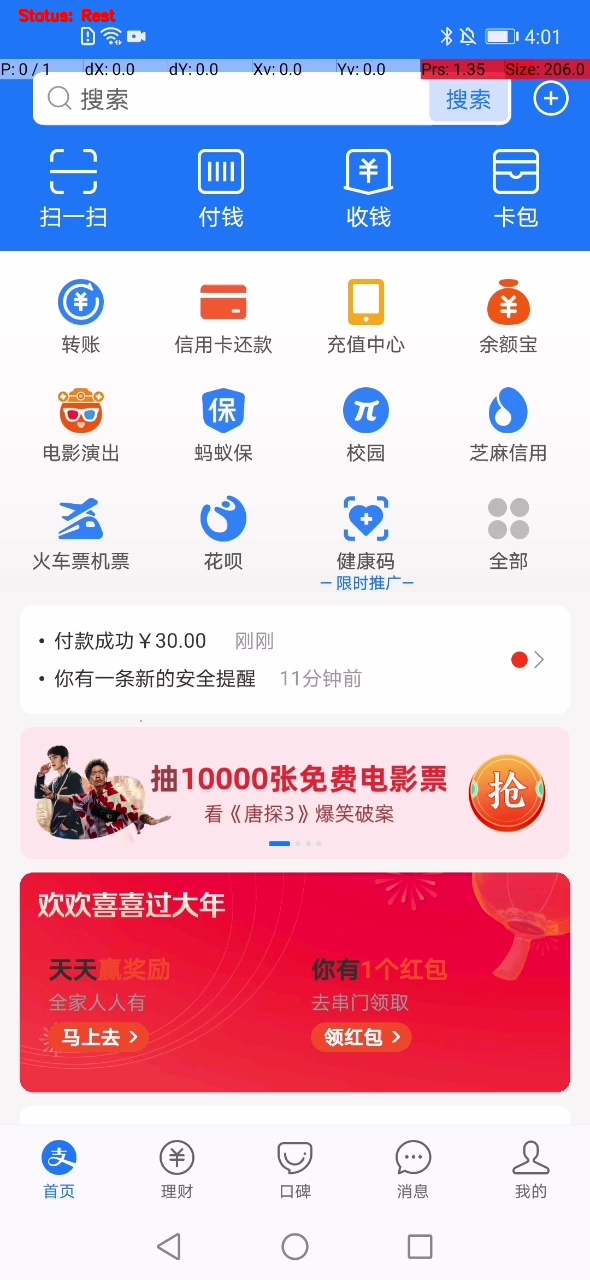 Status: Rest
4:01
P: 0 / 1 dX: 0.0 dY: 0.0 Xv: 0.0 Yv: 0.0 Prs: 1.35 Size: 206.0
搜索 搜索
扫一扫 付钱 收钱 卡包
转账 信用卡还款 充值中心 余额宝
电影演出 蚂蚁保 校园 芝麻信用
火车票机票 花呗 健康码 全部
限时推广
付款成功￥30.00 刚刚
你有一条新的安全提醒 11分钟前
抽10000张免费电影票
看《唐探3》爆笑破案
抢
欢欢喜喜过大年
天天赢奖励 你有1个红包
全家人人有 去串门领取
马上去 > 领红包 >
首页 理财 口碑 消息 我的